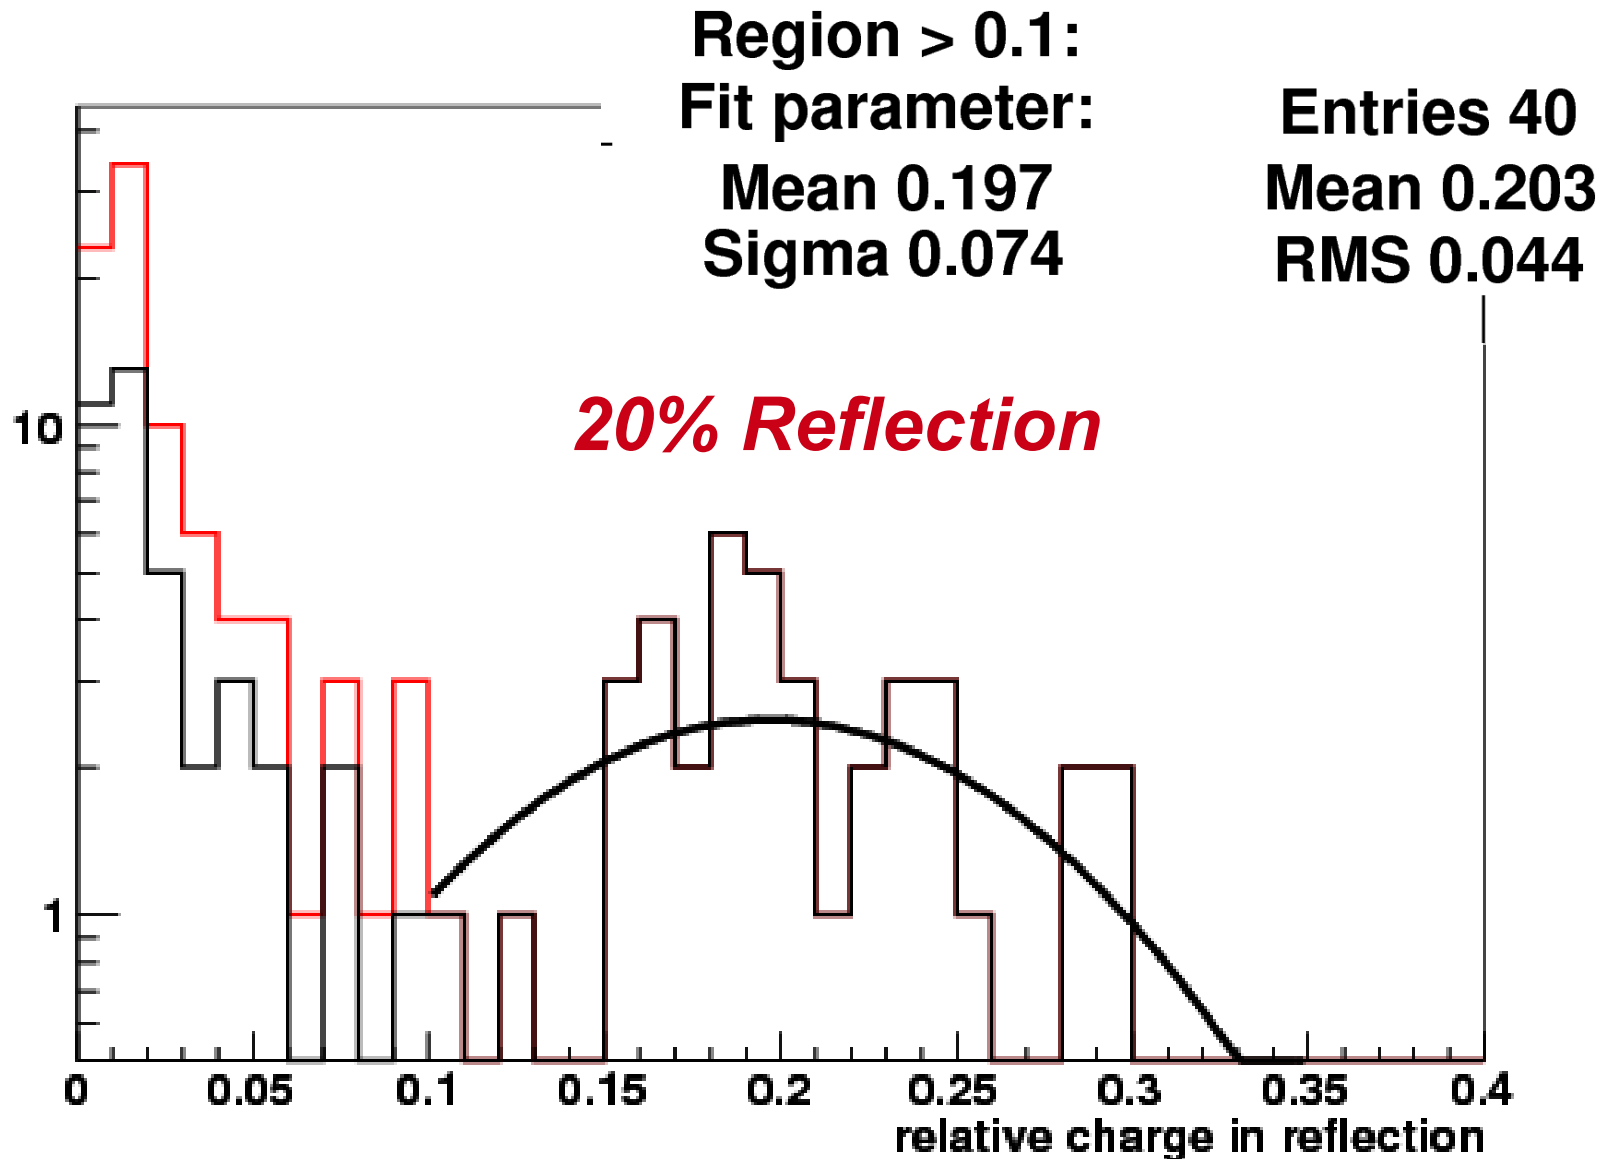 Region > 0.1:
Fit parameter:
Mean 0.197
Sigma 0.074
Entries 40
Mean 0.203
RMS 0.044
20% Reflection
10
1
0 0.05 0.1 0.15 0.2 0.25 0.3 0.35 0.4
relative charge in reflection